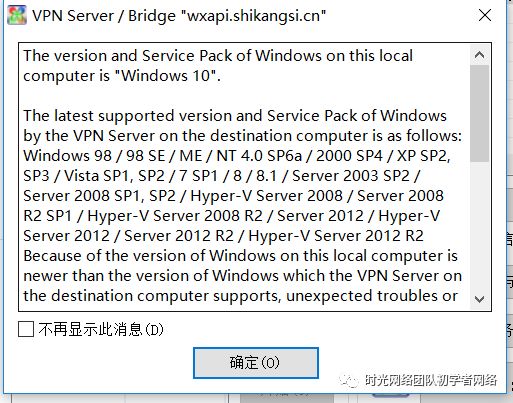 VPN Server / Bridge "wxapi.shikangsi.cn"
The version and Service Pack of Windows on this local
computer is "Windows 10".
The latest supported version and Service Pack of Windows
by the VPN Server on the destination computer is as follows:
Windows 98 / 98 SE / ME / NT 4.0 SP6a / 2000 SP4 / XP SP2,
SP3 / Vista SP1, SP2 / 7 SP1 / 8 / 8.1 / Server 2003 SP2 /
Server 2008 SP1, SP2 / Hyper-V Server 2008 / Server 2008
R2 SP1 / Hyper-V Server 2008 R2 / Server 2012 / Hyper-V
Server 2012 / Server 2012 R2 / Hyper-V Server 2012 R2
Because of the version of Windows on this local computer is
newer than the version of Windows which the VPN Server on
the destination computer supports, unexpected troubles or
不再显示此消息(D)
确定(O)
时光网络团队初学者网络